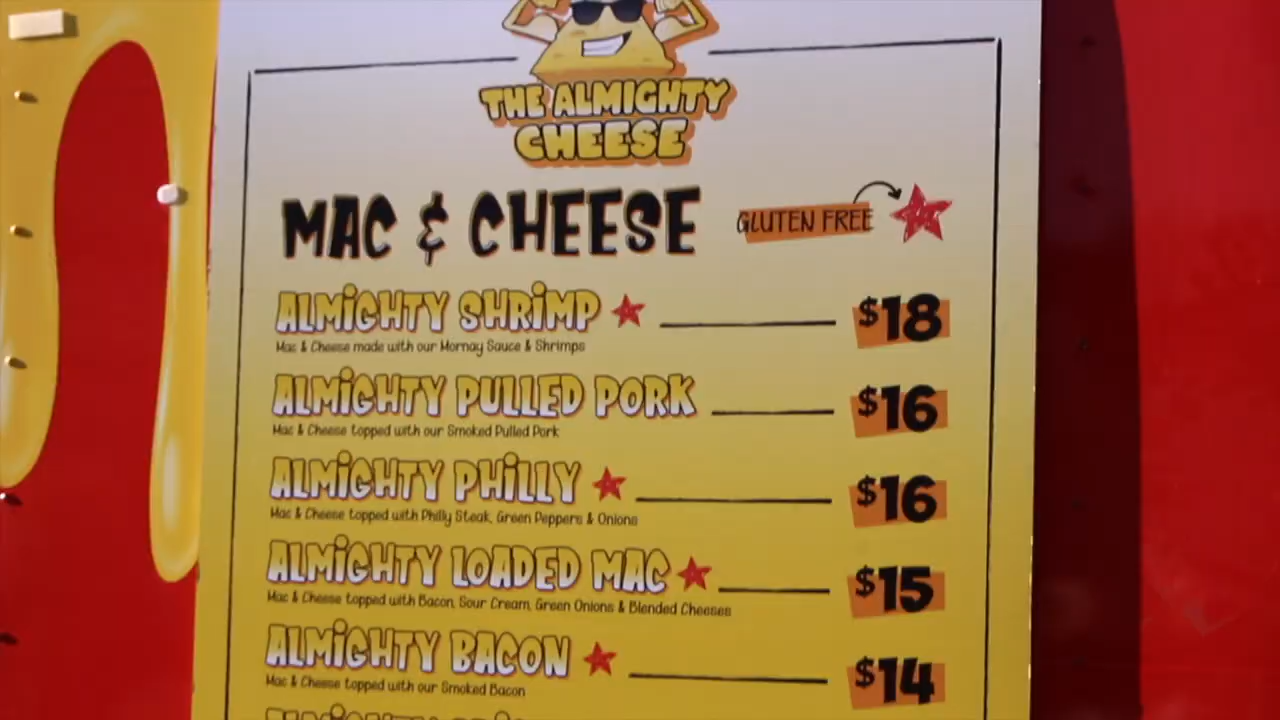 THE ALMIGHTY
CHEESE
MAC & CHEESE
GLUTEN FREE
ALMIGHTY SHRIMP $18
Mac & Cheese made with our Mornay Sauce & Shrimps
ALMIGHTY PULLED PORK $16
Mac & Cheese topped with our Smoked Pulled Pork
ALMIGHTY PHILLY $16
Mac & Cheese topped with Philly Steak, Green Peppers & Onions
ALMIGHTY LOADED MAC $15
Mac & Cheese topped with Bacon, Sour Cream, Green Onions & Blended Cheeses
ALMIGHTY BACON $14
Mac & Cheese topped with our Smoked Bacon
ALMIGHTY